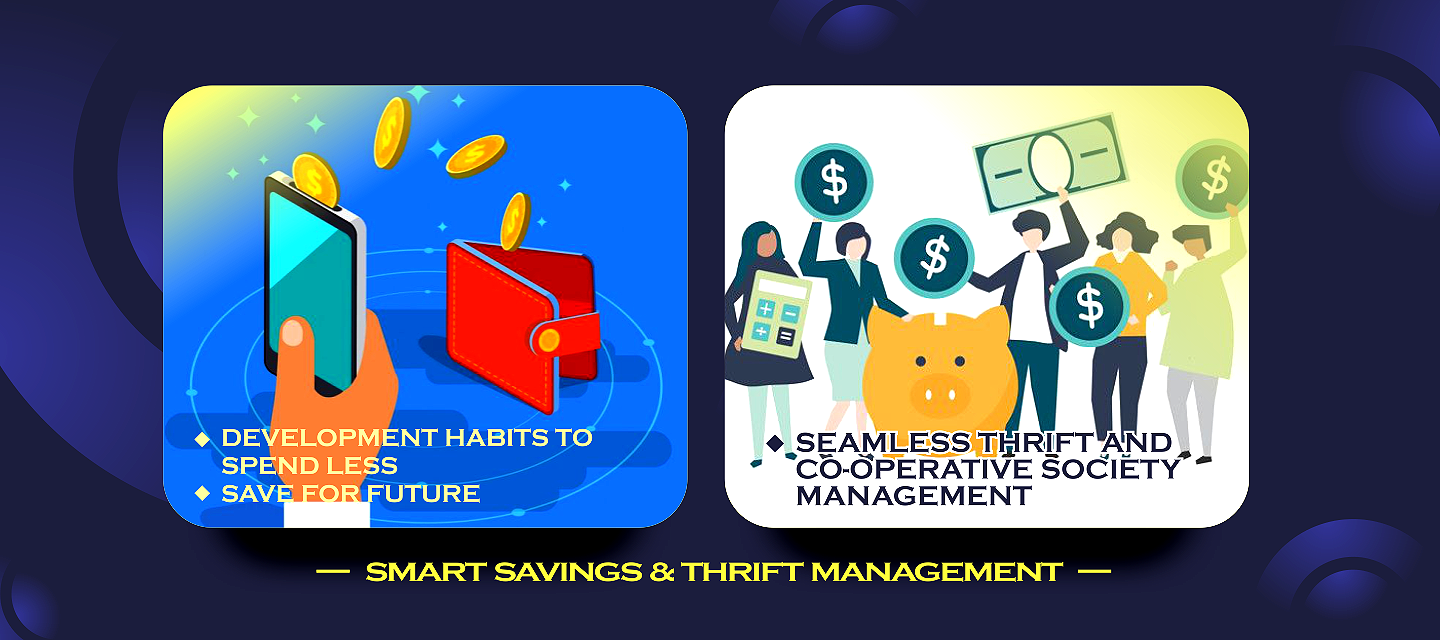 ◆ DEVELOPMENT HABITS TO
SPEND LESS
◆ SAVE FOR FUTURE
◆ SEAMLESS THRIFT AND
CO-OPERATIVE SOCIETY
MANAGEMENT
— SMART SAVINGS & THRIFT MANAGEMENT —